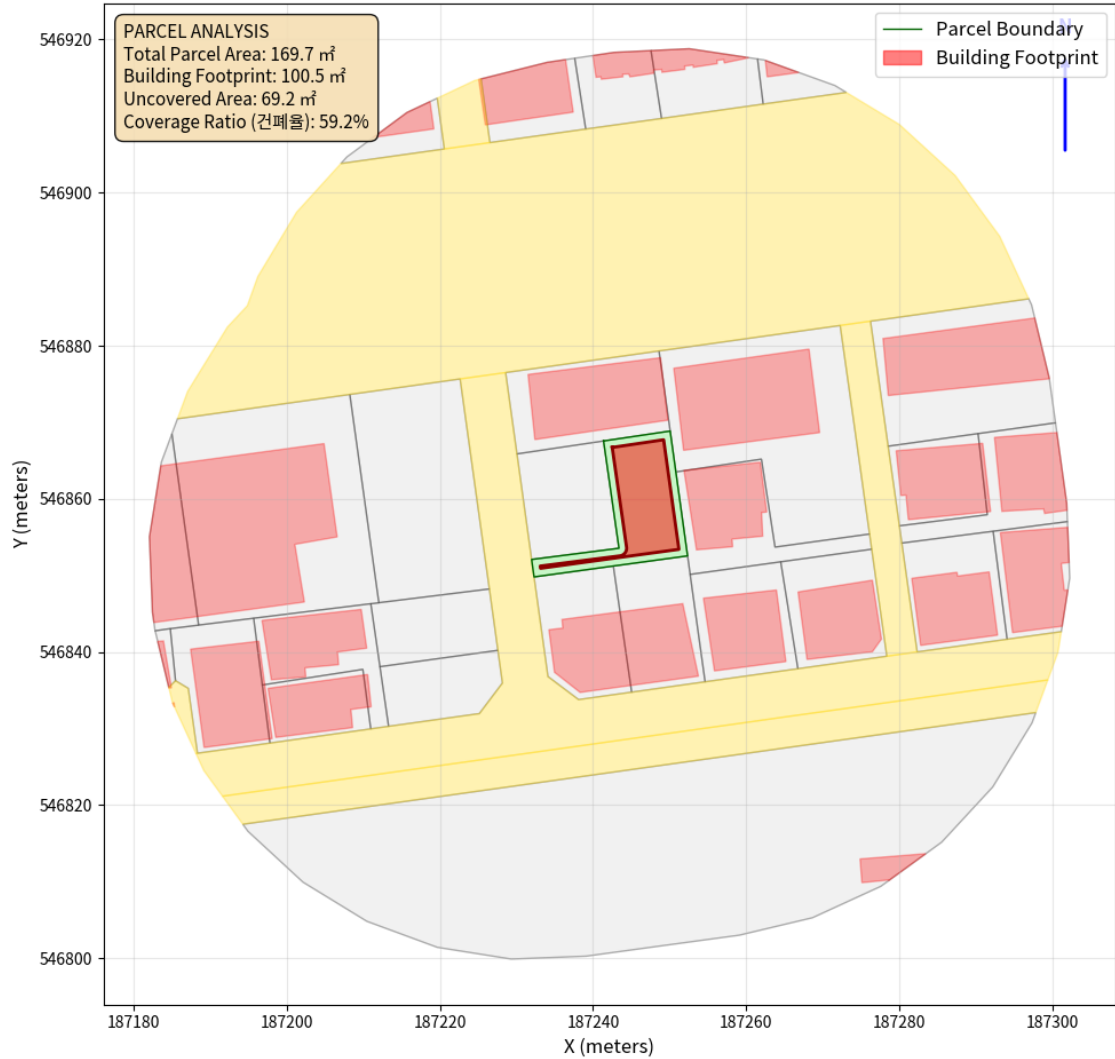 PARCEL ANALYSIS
Total Parcel Area: 169.7 ㎡
Building Footprint: 100.5 ㎡
Uncovered Area: 69.2 ㎡
Coverage Ratio (건폐율): 59.2%
N
Parcel Boundary
Building Footprint
546920
546900
546880
546860
546840
546820
546800
Y (meters)
187180
187200
187220
187240
187260
187280
187300
X (meters)